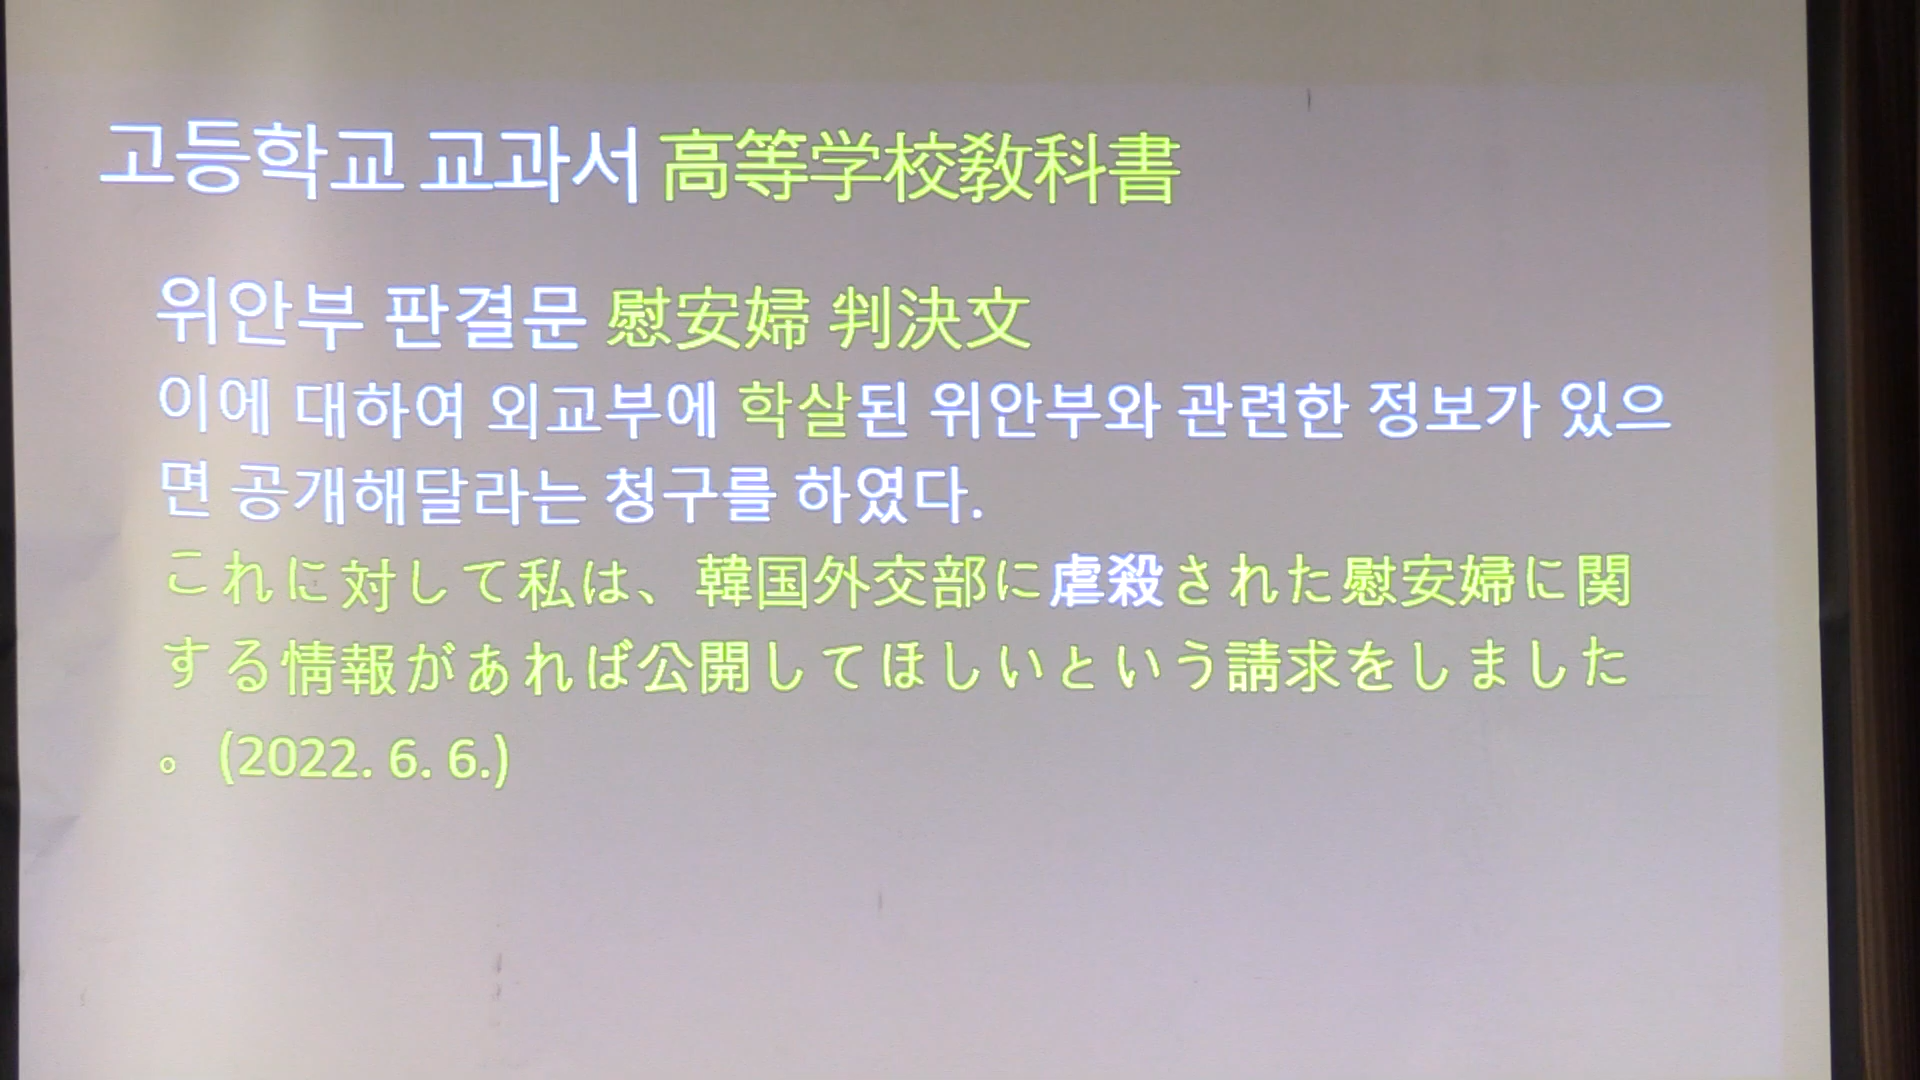 고등학교 교과서 高等学校教科書
위안부 판결문 慰安婦 判決文
이에 대하여 외교부에 학살된 위안부와 관련한 정보가 있으
면 공개해달라는 청구를 하였다.
これに対して私は、韓国外交部に虐殺された慰安婦に関
する情報があれば公開してほしいという請求をしました
。(2022. 6. 6.)